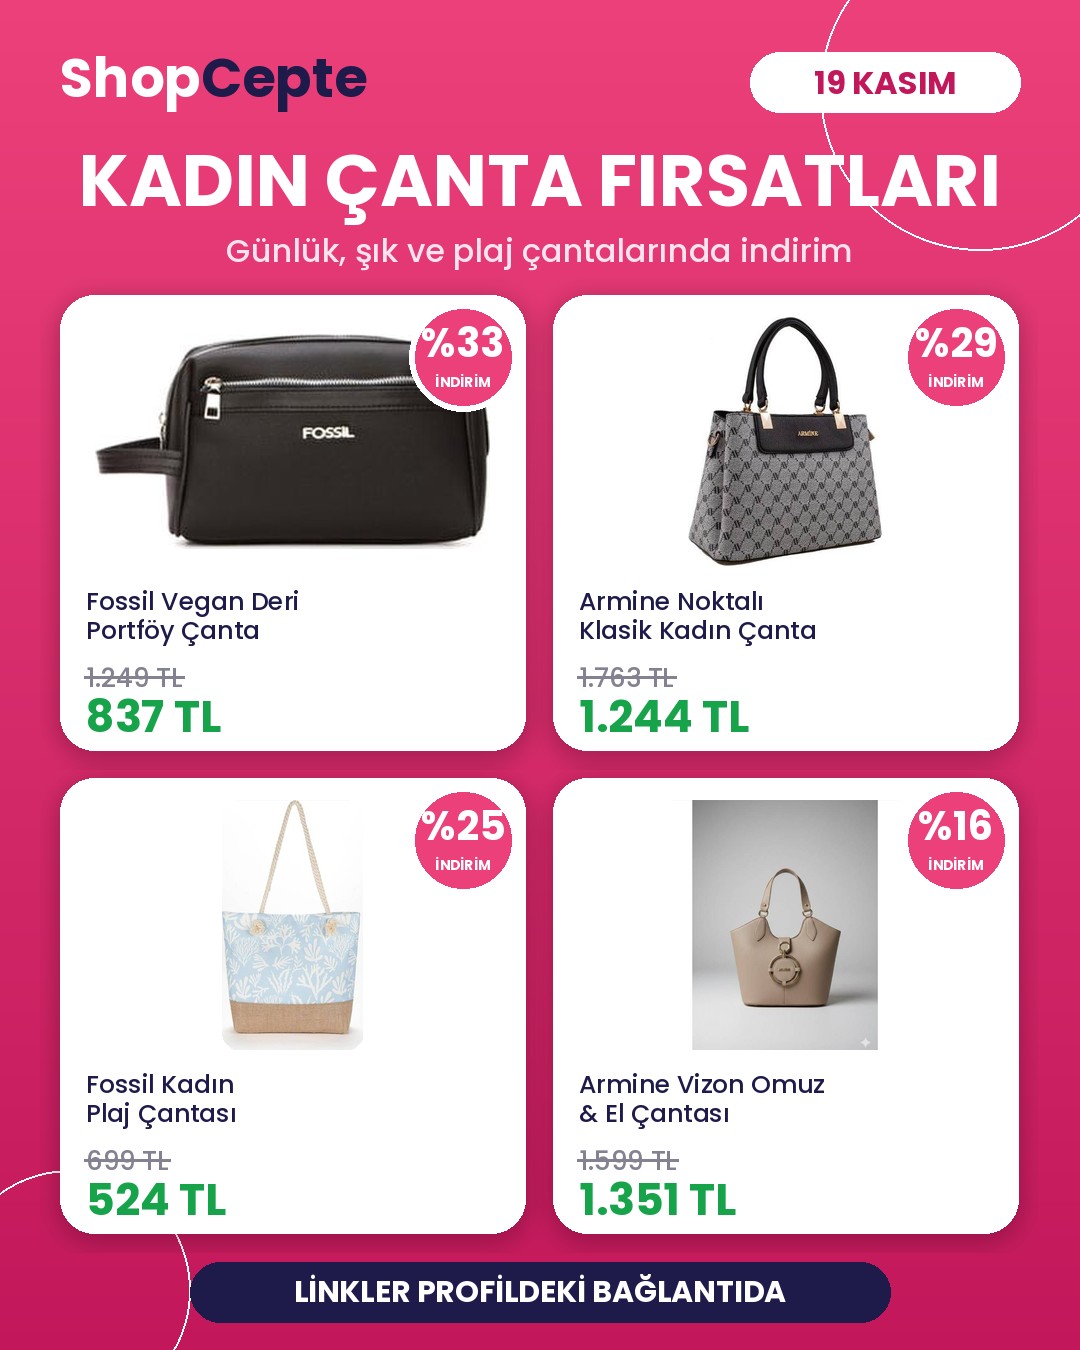 ShopCepte
19 KASIM
KADIN ÇANTA FIRSATLARI
Günlük, şık ve plaj çantalarında indirim
%33
İNDİRİM
FOSSIL
Fossil Vegan Deri
Portföy Çanta
1.249 TL
837 TL
%29
İNDİRİM
ARMİNE
Armine Noktalı
Klasik Kadın Çanta
1.763 TL
1.244 TL
%25
İNDİRİM
Fossil Kadın
Plaj Çantası
699 TL
524 TL
%16
İNDİRİM
Armine Vizon Omuz
& El Çantası
1.599 TL
1.351 TL
LİNKLER PROFİLDEKİ BAĞLANTIDA